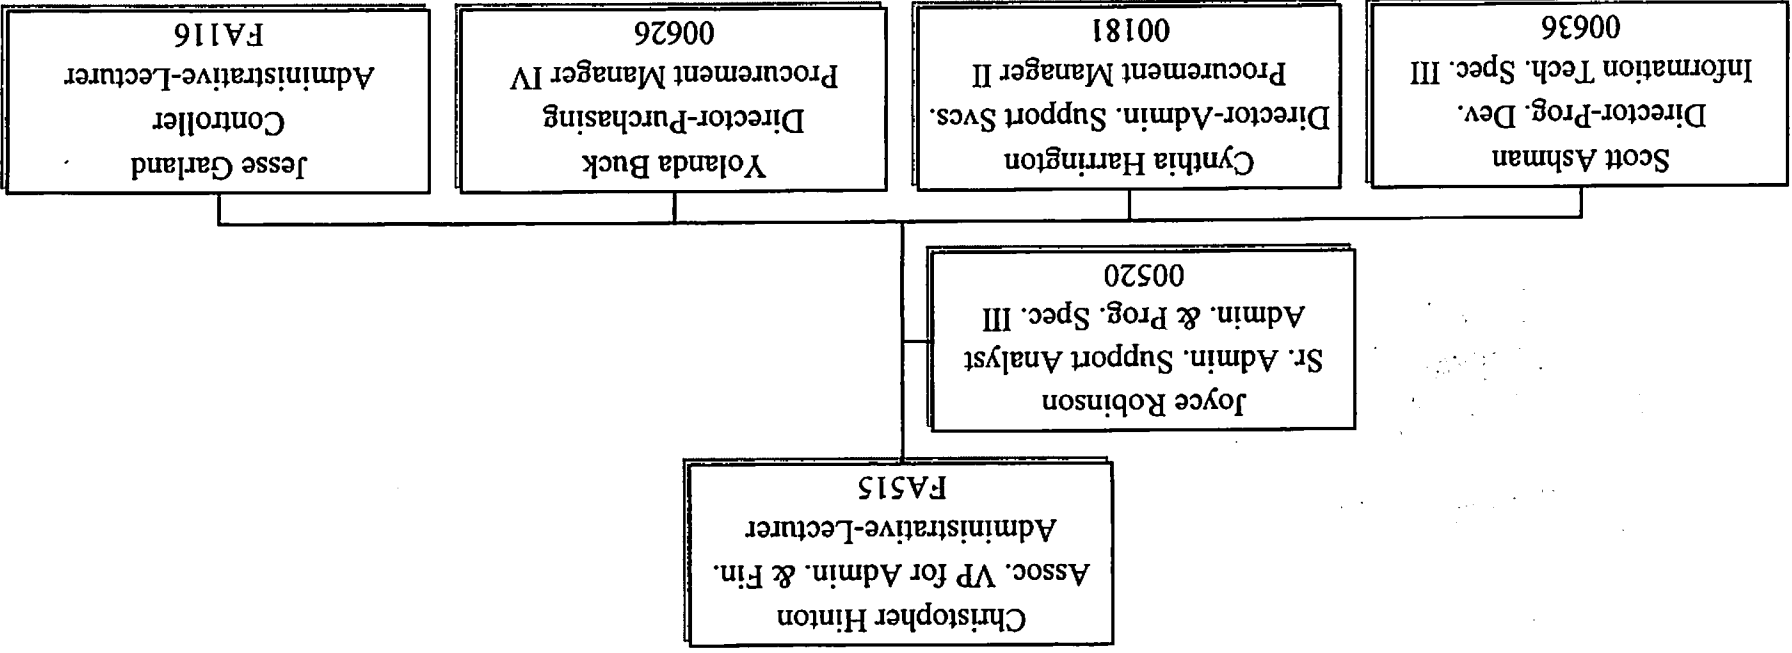 Christopher Hinton
Assoc. VP for Admin. & Fin.
Administrative-Lecturer
FA515
Joyce Robinson
Sr. Admin. Support Analyst
Admin. & Prog. Spec. III
00520
Scott Ashman
Director-Prog. Dev.
Information Tech. Spec. III
00636
Cynthia Harrington
Director-Admin. Support Svcs.
Procurement Manager II
00181
Yolanda Buck
Director-Purchasing
Procurement Manager IV
00626
Jesse Garland
Controller
Administrative-Lecturer
FA116